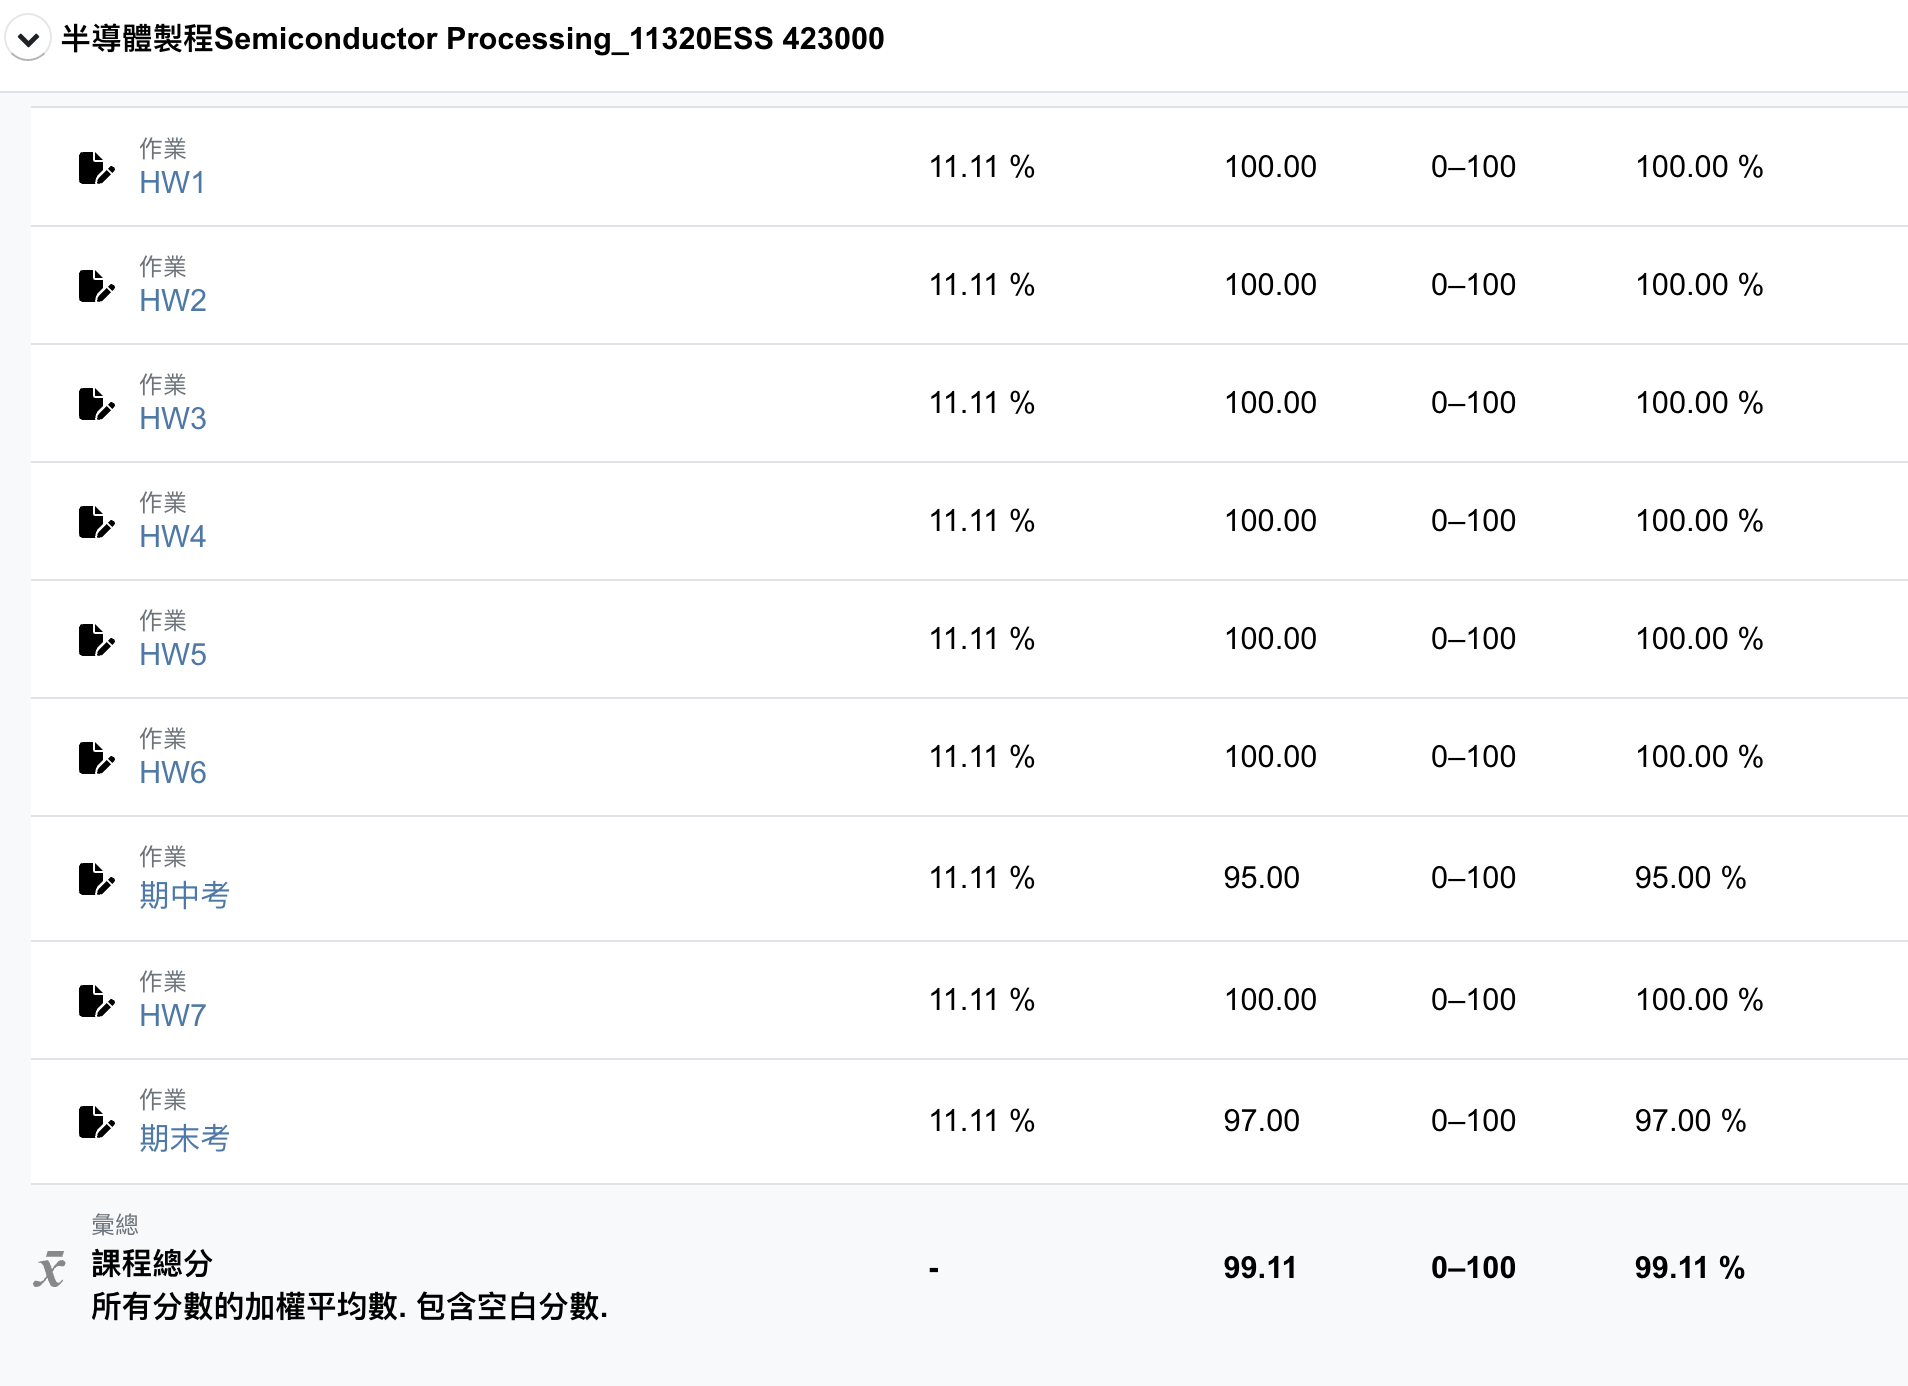 半導體製程Semiconductor Processing_11320ESS 423000
作業
HW1
11.11 % 100.00 0–100 100.00 %
作業
HW2
11.11 % 100.00 0–100 100.00 %
作業
HW3
11.11 % 100.00 0–100 100.00 %
作業
HW4
11.11 % 100.00 0–100 100.00 %
作業
HW5
11.11 % 100.00 0–100 100.00 %
作業
HW6
11.11 % 100.00 0–100 100.00 %
作業
期中考
11.11 % 95.00 0–100 95.00 %
作業
HW7
11.11 % 100.00 0–100 100.00 %
作業
期末考
11.11 % 97.00 0–100 97.00 %
彙總
課程總分
所有分數的加權平均數. 包含空白分數.
- 99.11 0–100 99.11 %